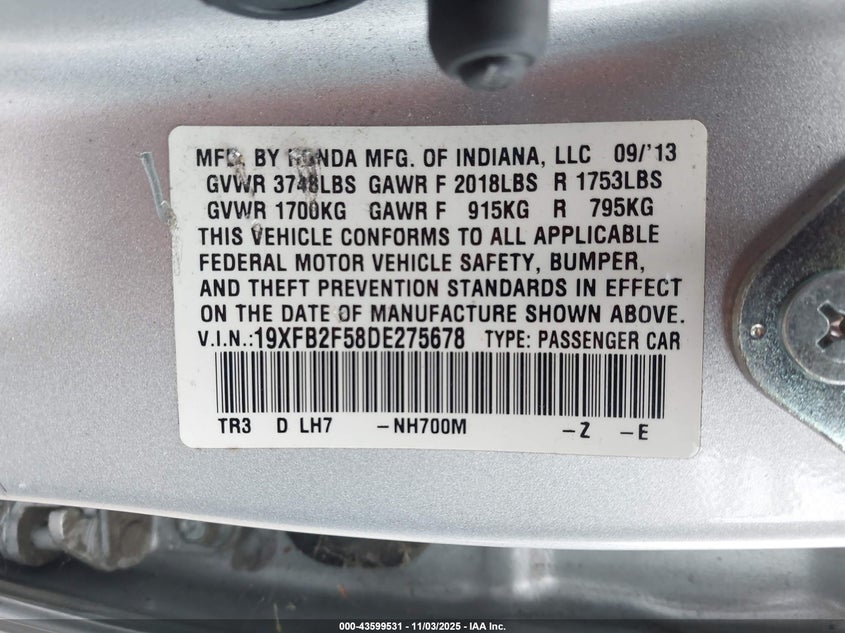 MFD. BY HONDA MFG. OF INDIANA, LLC 09/'13
GVWR 3748LBS GAWR F 2018LBS R 1753LBS
GVWR 1700KG GAWR F 915KG R 795KG
THIS VEHICLE CONFORMS TO ALL APPLICABLE
FEDERAL MOTOR VEHICLE SAFETY, BUMPER,
AND THEFT PREVENTION STANDARDS IN EFFECT
ON THE DATE OF MANUFACTURE SHOWN ABOVE.
V.I.N.:19XFB2F58DE275678 TYPE: PASSENGER CAR
TR3 D LH7 -NH700M -Z -E
000-43599531 - 11/03/2025 - IAA Inc.